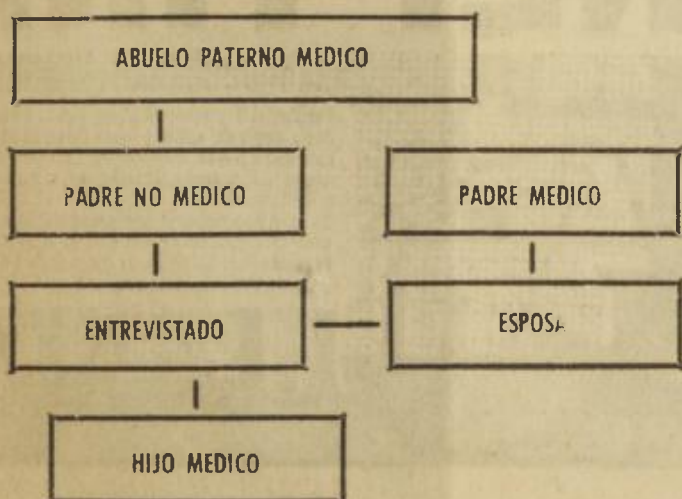 ABUELO PATERNO MEDICO
PADRE NO MEDICO
PADRE MEDICO
ENTREVISTADO
ESPOSA
HIJO MEDICO